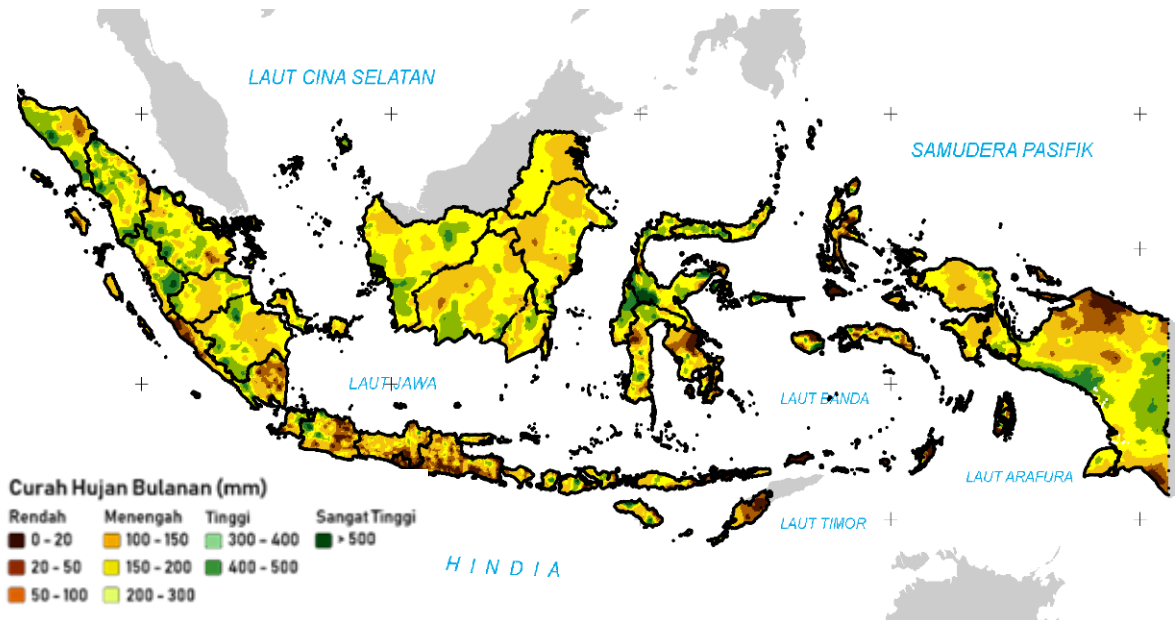 LAUT CINA SELATAN
SAMUDERA PASIFIK
LAUT JAWA
LAUT BANDA
LAUT ARAFURA
LAUT TIMOR
HINDIA
Curah Hujan Bulanan (mm)
Rendah Menengah Tinggi Sangat Tinggi
0 - 20 100 - 150 300 - 400 > 500
20 - 50 150 - 200 400 - 500
50 - 100 200 - 300